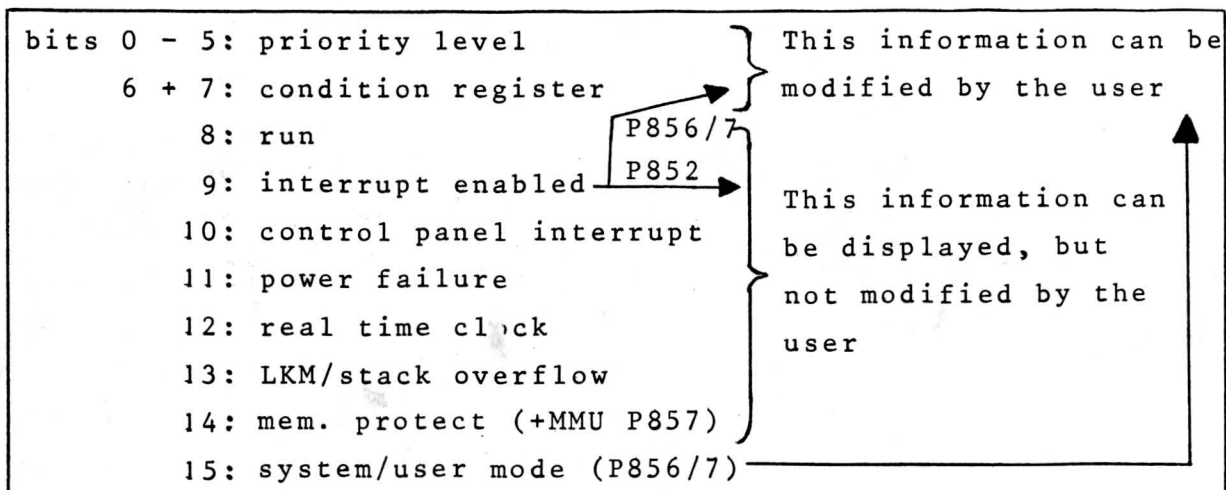 bits 0 - 5: priority level
6 + 7: condition register
This information can be
modified by the user
8: run
9: interrupt enabled
P856/7
P852
10: control panel interrupt
11: power failure
12: real time clock
13: LKM/stack overflow
14: mem. protect (+MMU P857)
This information can
be displayed, but
not modified by the
user
15: system/user mode (P856/7)